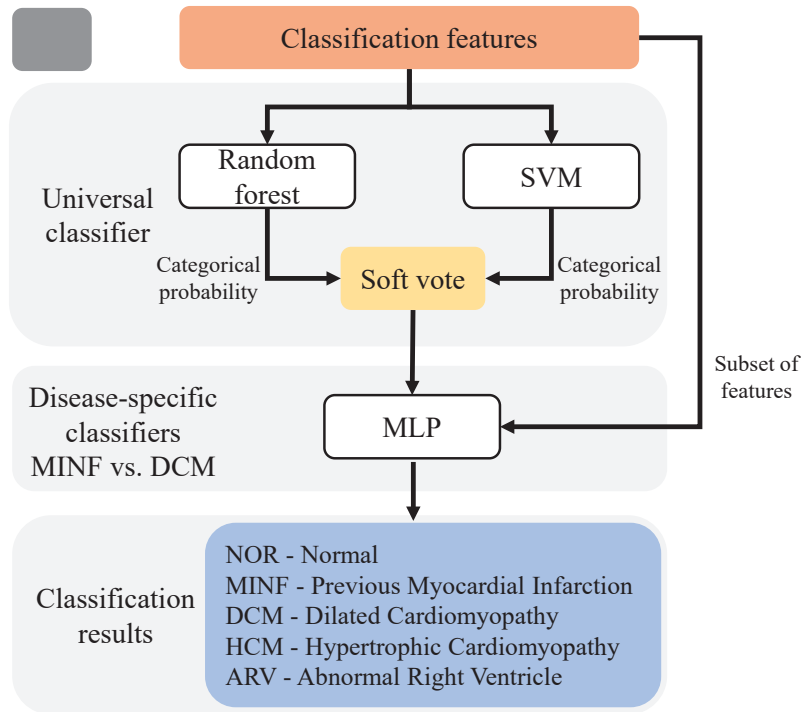 Classification features
Random
forest
SVM
Universal
classifier
Categorical
probability
Soft vote
Categorical
probability
Subset of
features
Disease-specific
classifiers
MINF vs. DCM
MLP
Classification
results
NOR - Normal
MINF - Previous Myocardial Infarction
DCM - Dilated Cardiomyopathy
HCM - Hypertrophic Cardiomyopathy
ARV - Abnormal Right Ventricle